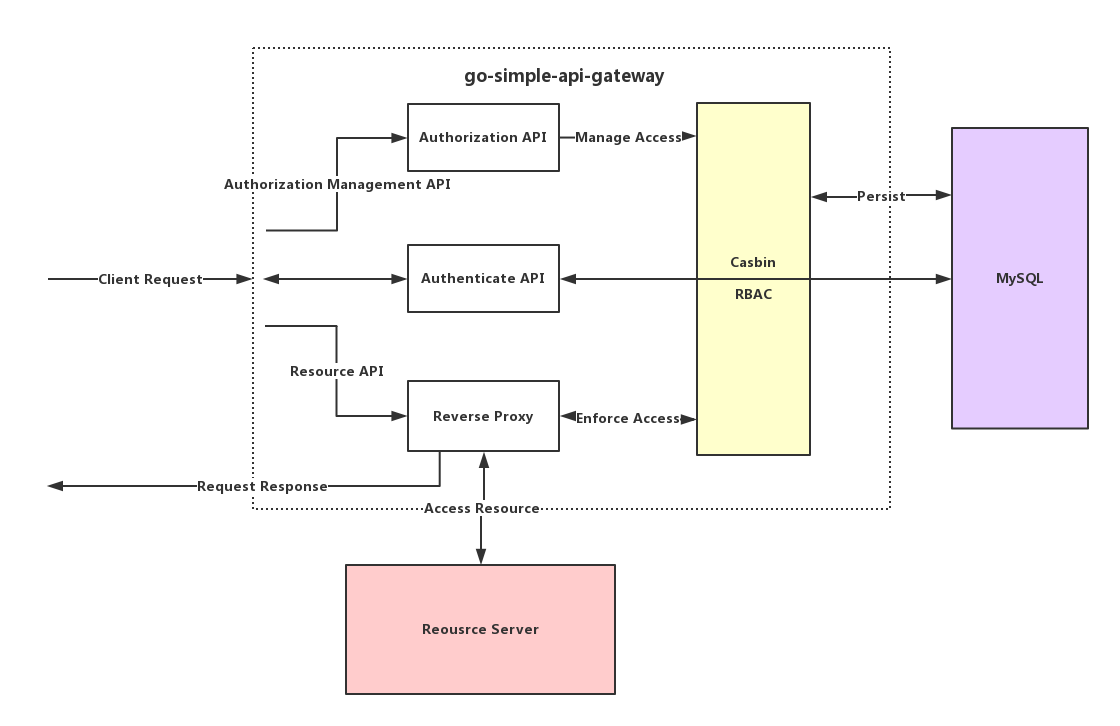 go-simple-api-gateway
Authorization API
Manage Access
Authorization Management API
Persist
Client Request
Authenticate API
Casbin
RBAC
MySQL
Resource API
Reverse Proxy
Enforce Access
Request Response
Access Resource
Reousrce Server